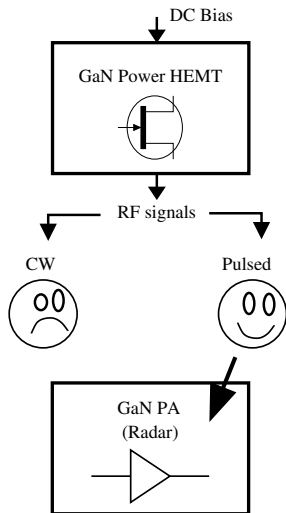 DC Bias
GaN Power HEMT
RF signals
CW
Pulsed
GaN PA
(Radar)